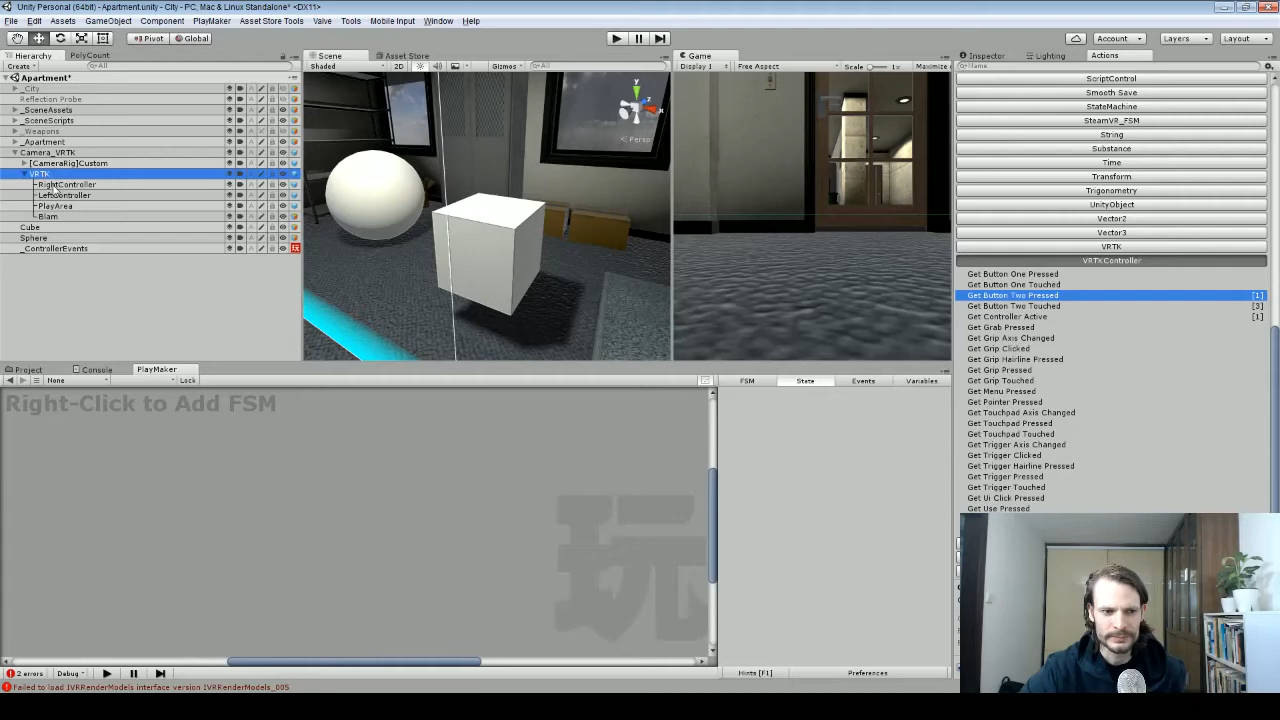 Unity Personal (64bit) - Apartment.unity - City - PC, Mac & Linux Standalone* <DX11>
File Edit Assets GameObject Component PlayMaker Asset Store Tools Valve Tools Mobile Input Window Help
Pivot Global Account Layers Layout
Hierarchy PolyCount Scene Asset Store Game Inspector Lighting Actions
Create All Shaded 2D Gizmos All Display 1 Free Aspect Scale 1x Maximize Name
Apartment*
_City
Reflection Probe
_SceneAssets
_SceneScripts
_Weapons
_Apartment
Camera_VRTK
[CameraRig]Custom
VRTK
RightController
LeftController
PlayArea
Blam
Cube
Sphere
_ControllerEvents
y
z
x
Persp
ScriptControl
Smooth Save
StateMachine
SteamVR_FSM
String
Substance
Time
Transform
Trigonometry
UnityObject
Vector2
Vector3
VRTK
VRTKController
Get Button One Pressed
Get Button One Touched
Get Button Two Pressed [1]
Get Button Two Touched [3]
Get Controller Active [1]
Get Grab Pressed
Get Grip Axis Changed
Get Grip Clicked
Get Grip Hairline Pressed
Get Grip Pressed
Get Grip Touched
Get Menu Pressed
Get Pointer Pressed
Get Touchpad Axis Changed
Get Touchpad Pressed
Get Touchpad Touched
Get Trigger Axis Changed
Get Trigger Clicked
Get Trigger Hairline Pressed
Get Trigger Pressed
Get Trigger Touched
Get Ui Click Pressed
Get Use Pressed
Project Console PlayMaker
None Lock FSM State Events Variables
Right-Click to Add FSM
玩
2 errors Debug Hints [F1] Preferences
Failed to load IVRRenderModels interface version IVRRenderModels_005